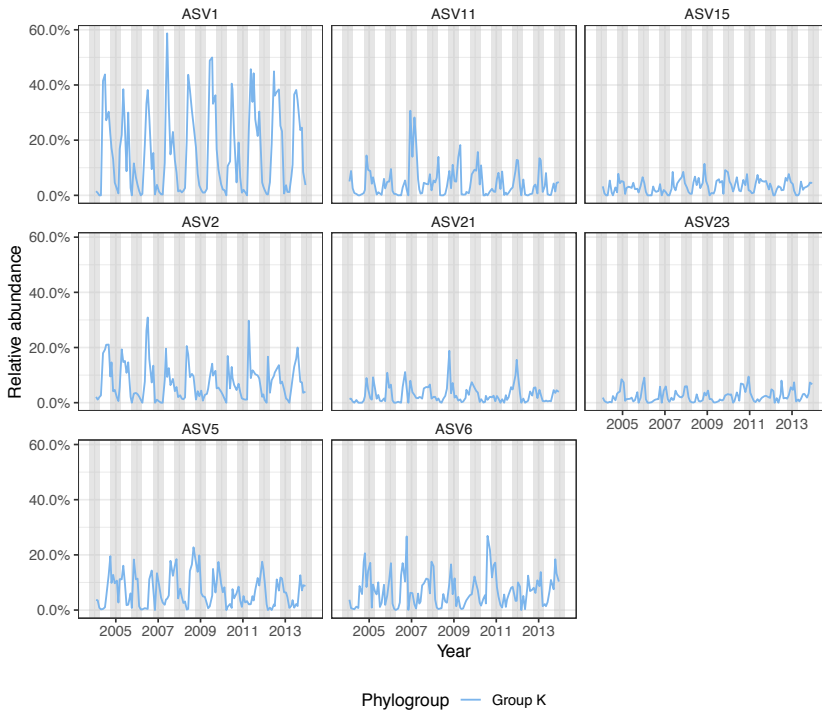 ASV1 ASV11 ASV15
60.0%
40.0%
20.0%
0.0%
ASV2 ASV21 ASV23
60.0%
40.0%
20.0%
0.0%
2005 2007 2009 2011 2013
ASV5 ASV6
60.0%
40.0%
20.0%
0.0%
2005 2007 2009 2011 2013 2005 2007 2009 2011 2013
Relative abundance
Year
Phylogroup Group K